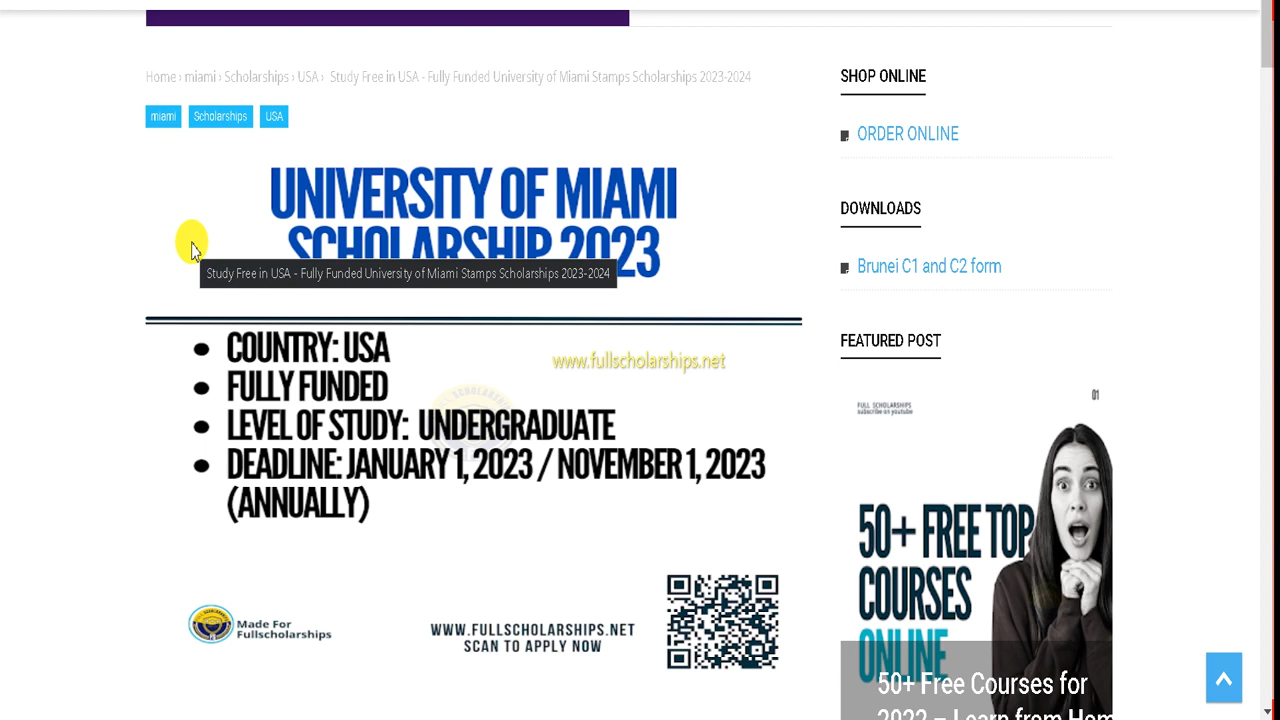 Home › miami › Scholarships › USA › Study Free in USA - Fully Funded University of Miami Stamps Scholarships 2023-2024
miami
Scholarships
USA
UNIVERSITY OF MIAMI
SCHOLARSHIP 2023
Study Free in USA - Fully Funded University of Miami Stamps Scholarships 2023-2024
COUNTRY: USA
www.fullscholarships.net
FULLY FUNDED
LEVEL OF STUDY: UNDERGRADUATE
DEADLINE: JANUARY 1, 2023 / NOVEMBER 1, 2023
(ANNUALLY)
Made For
Fullscholarships
WWW.FULLSCHOLARSHIPS.NET
SCAN TO APPLY NOW
SHOP ONLINE
ORDER ONLINE
DOWNLOADS
Brunei C1 and C2 form
FEATURED POST
FULL SCHOLARSHIPS
subscribe on youtube
01
50+ FREE TOP
COURSES
ONLINE
50+ Free Courses for
2022 – Learn from Hom